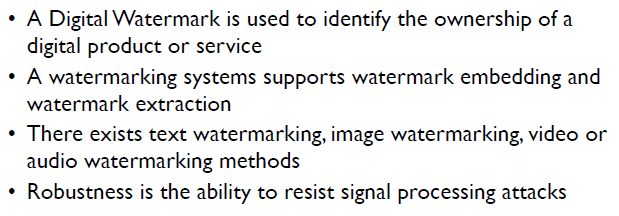 • A Digital Watermark is used to identify the ownership of a
digital product or service
• A watermarking systems supports watermark embedding and
watermark extraction
• There exists text watermarking, image watermarking, video or
audio watermarking methods
• Robustness is the ability to resist signal processing attacks